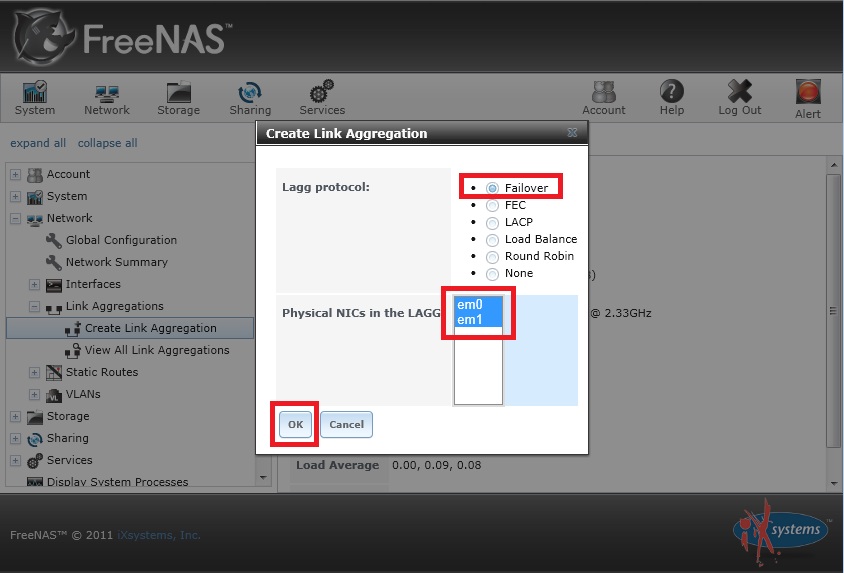 FreeNAS™
System
Network
Storage
Sharing
Services
Account
Help
Log Out
Alert
expand all collapse all
Account
System
Network
Global Configuration
Network Summary
Interfaces
Link Aggregations
Create Link Aggregation
View All Link Aggregations
Static Routes
VLANs
Storage
Sharing
Services
Display System Processes
Create Link Aggregation
Lagg protocol:
Failover
FEC
LACP
Load Balance
Round Robin
None
Physical NICs in the LAGG
em0
em1
OK
Cancel
@ 2.33GHz
Load Average 0.00, 0.09, 0.08
FreeNAS™ © 2011 iXsystems, Inc.
iX systems™